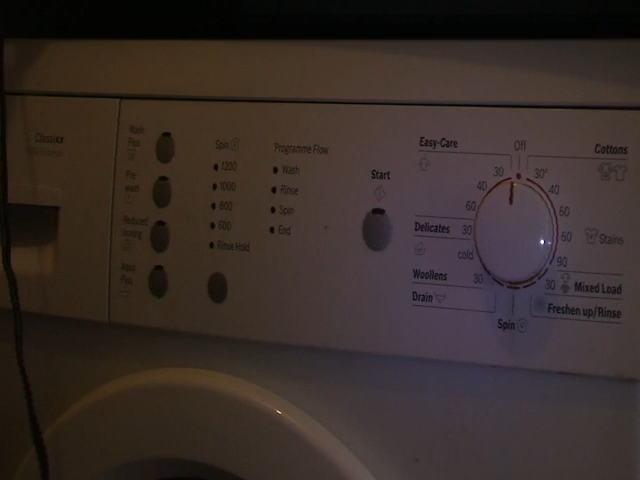 Classixx
Wash
Plus
Pre
wash
Reduced
Ironing
Aqua
Plus
Spin
1200
1000
800
600
Rinse Hold
Programme Flow
Wash
Rinse
Spin
End
Start
Easy-Care
Off
Cottons
30
30°
40
40
60
60
60
Stains
Delicates
30
cold
90
Woollens
30
30
Mixed Load
Drain
Freshen up/Rinse
Spin